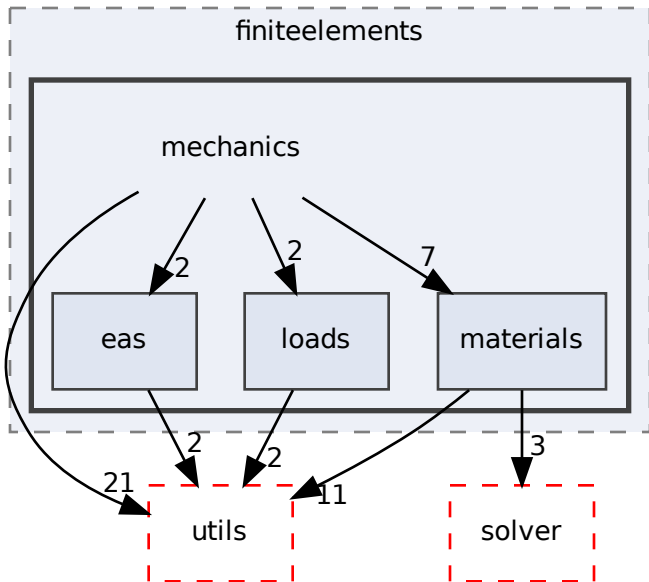 finiteelements
mechanics
2
2
7
eas
loads
materials
21
2
2
11
3
utils
solver